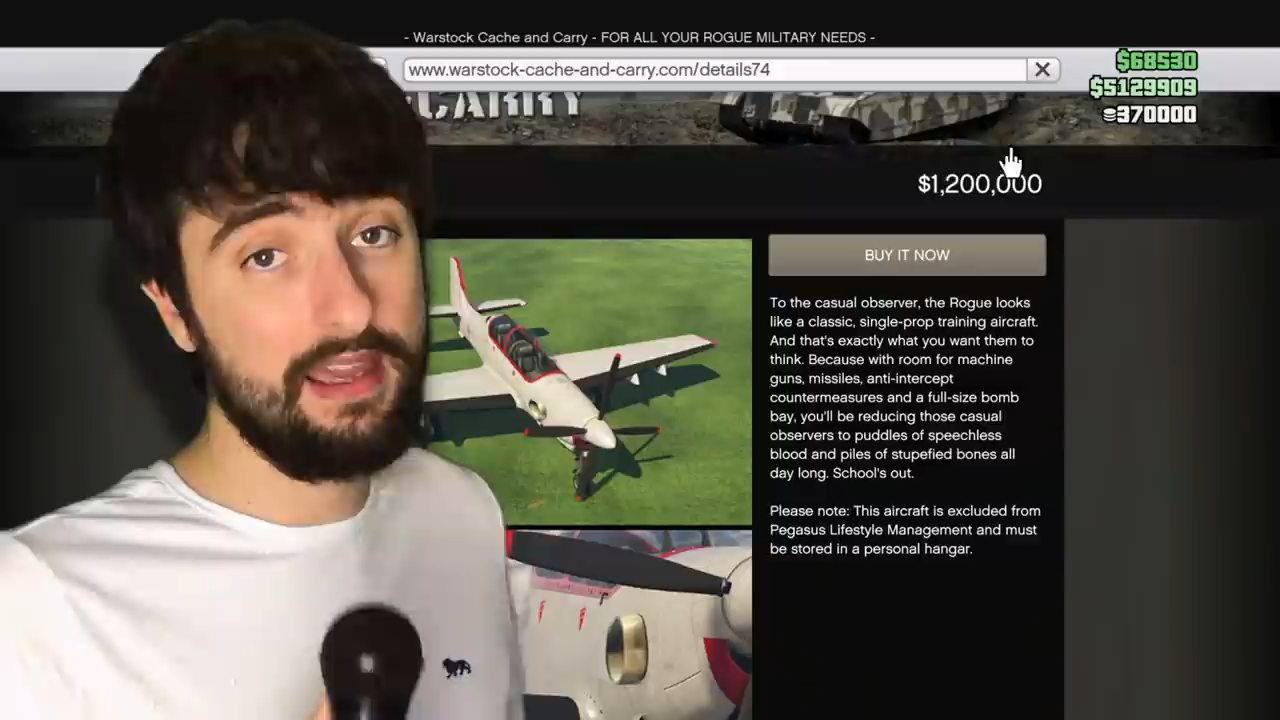 - Warstock Cache and Carry - FOR ALL YOUR ROGUE MILITARY NEEDS -
www.warstock-cache-and-carry.com/details74
$68530
$5129909
370000
CARRY
$1,200,000
BUY IT NOW
To the casual observer, the Rogue looks
like a classic, single-prop training aircraft.
And that's exactly what you want them to
think. Because with room for machine
guns, missiles, anti-intercept
countermeasures and a full-size bomb
bay, you'll be reducing those casual
observers to puddles of speechless
blood and piles of stupefied bones all
day long. School's out.
Please note: This aircraft is excluded from
Pegasus Lifestyle Management and must
be stored in a personal hangar.